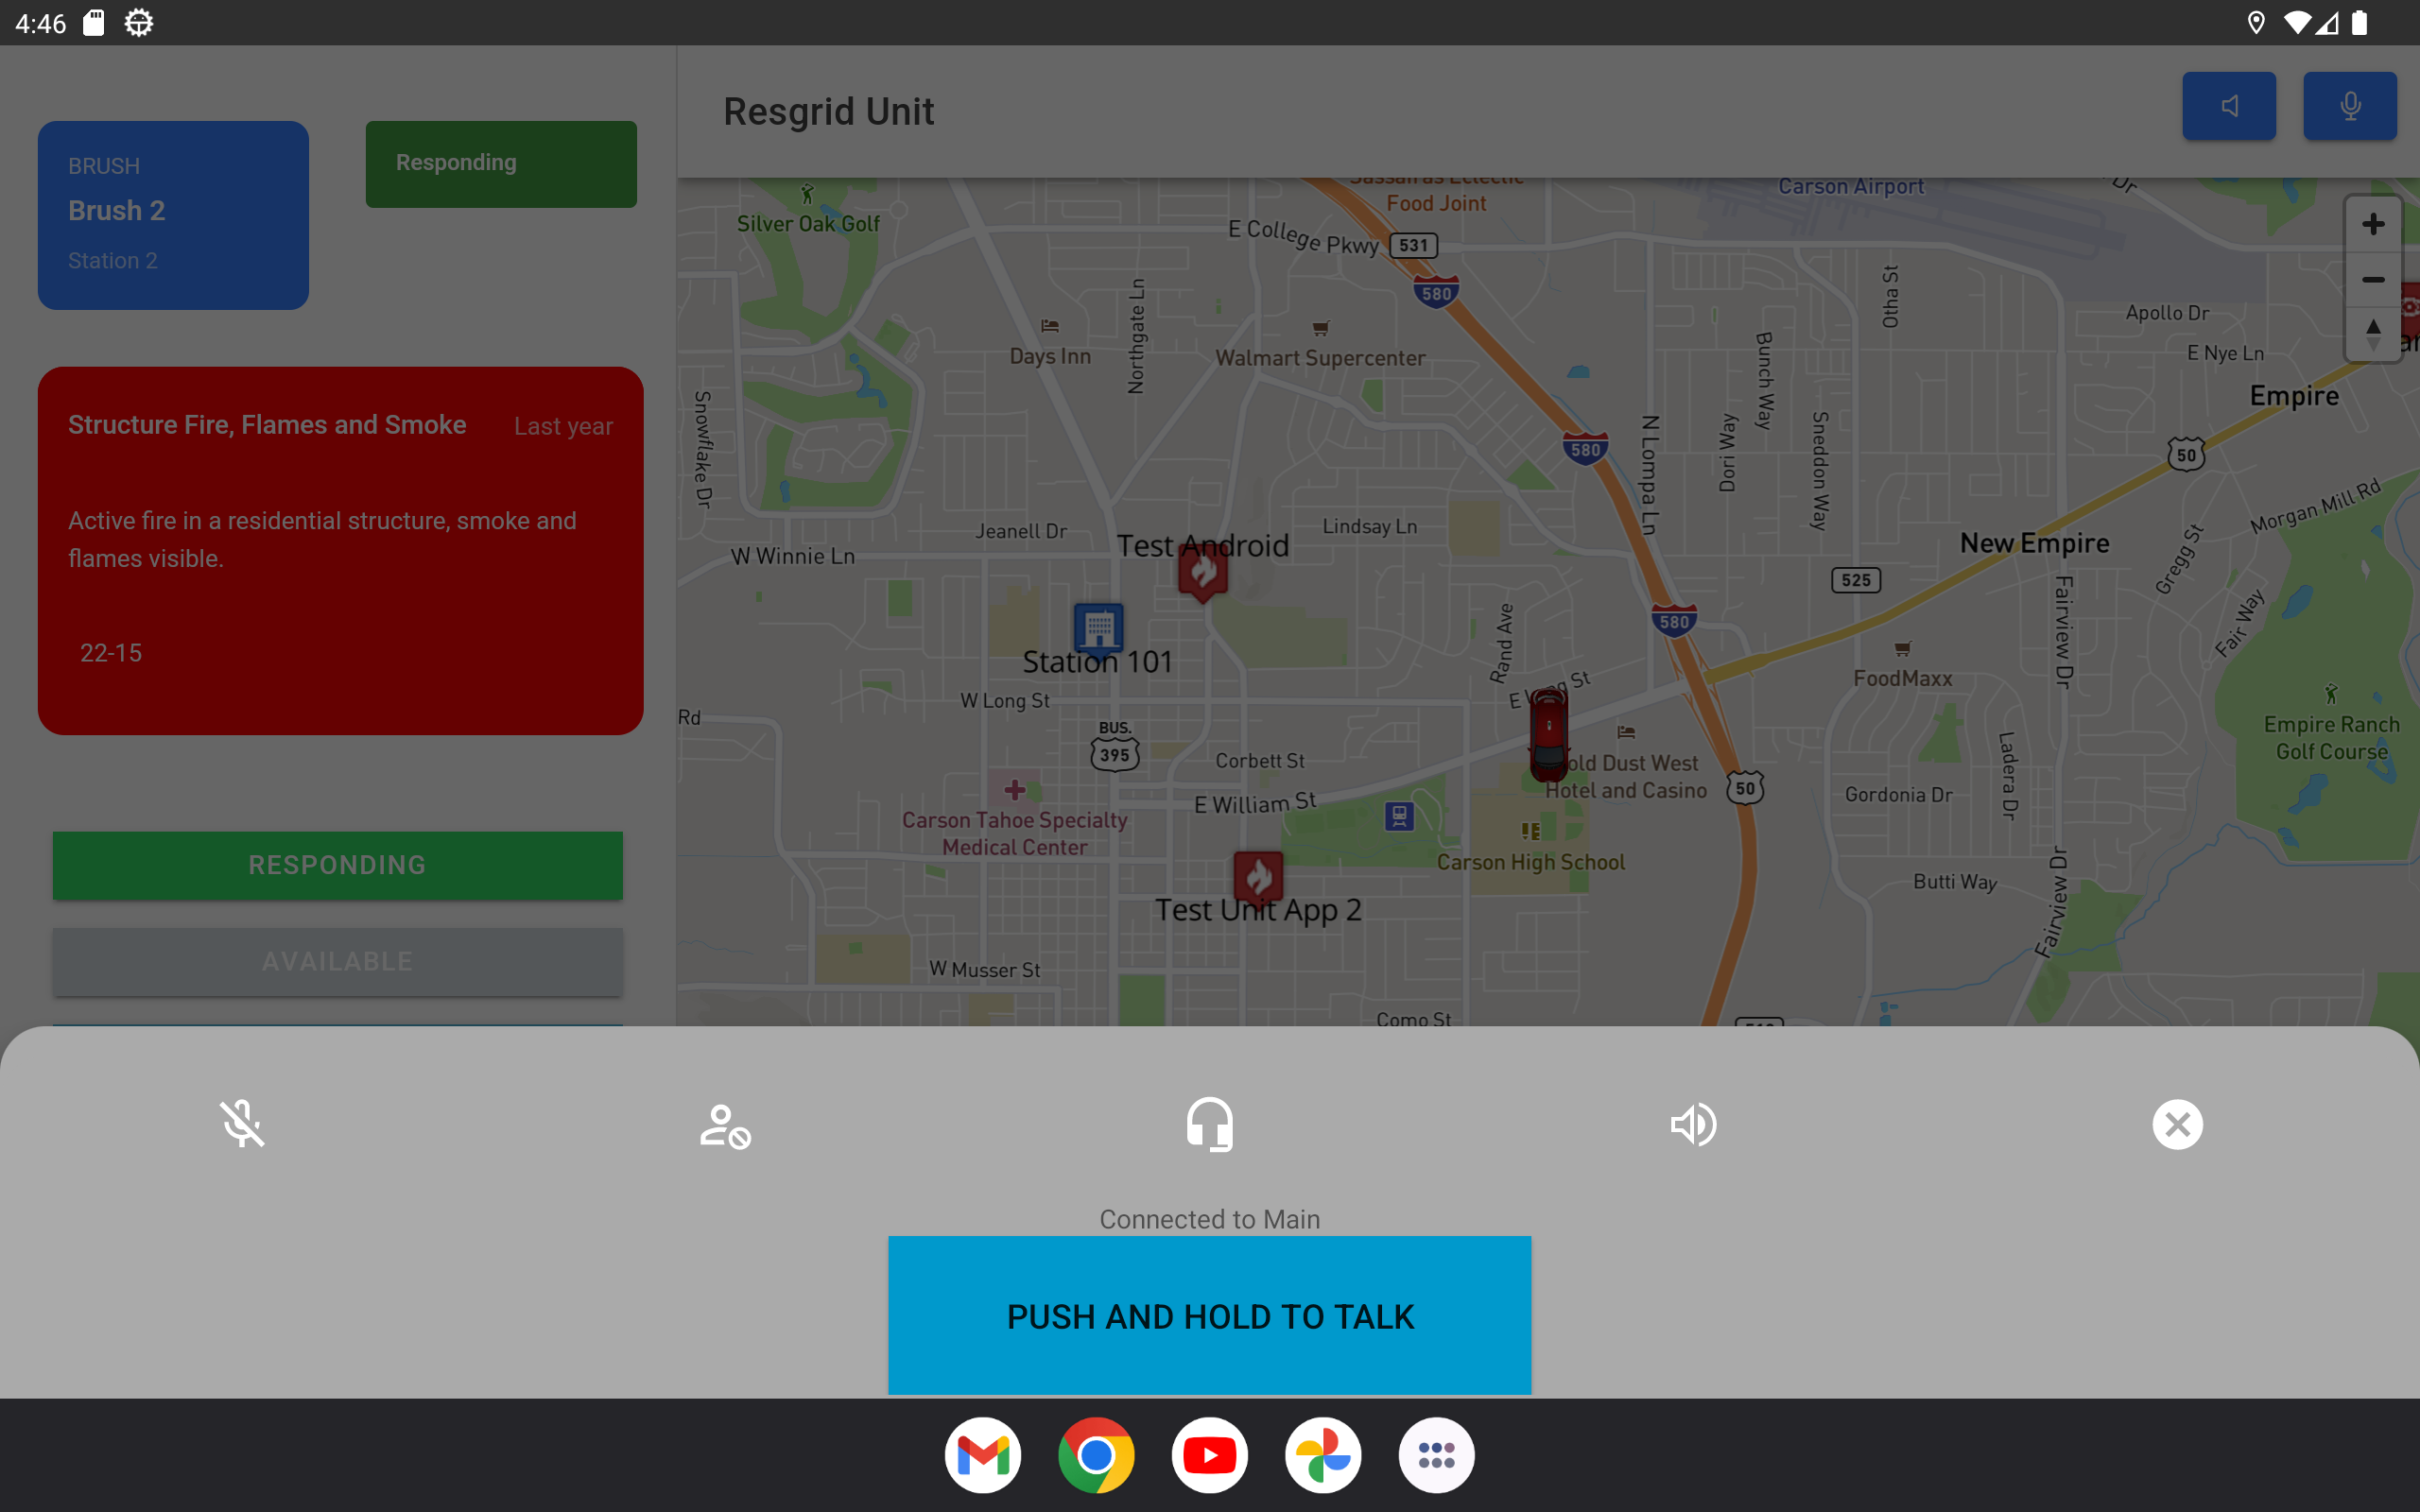 4:46
BRUSH
Brush 2
Station 2
Responding
Structure Fire, Flames and Smoke
Last year
Active fire in a residential structure, smoke and
flames visible.
22-15
RESPONDING
AVAILABLE
Resgrid Unit
Silver Oak Golf
Food Joint
Carson Airport
Dr
E College Pkwy
531
580
Northgate Ln
Otha St
Apollo Dr
Days Inn
Walmart Supercenter
Bunch Way
E Nye Ln
Empire
Snowflake Dr
580
N Lompa Ln
Dori Way
Sneddon Way
50
Morgan Mill Rd
Jeanell Dr
Lindsay Ln
W Winnie Ln
Test Android
New Empire
Gregg St
525
Fairview Dr
Fair Way
580
Station 101
Rand Ave
FoodMaxx
W Long St
Rd
BUS.
395
Corbett St
Empire Ranch
Golf Course
Ladera Dr
Hotel and Casino
50
Gordonia Dr
E William St
Carson Tahoe Specialty
Medical Center
Carson High School
Butti Way
Test Unit App 2
Fairview Dr
W Musser St
Como St
Connected to Main
PUSH AND HOLD TO TALK